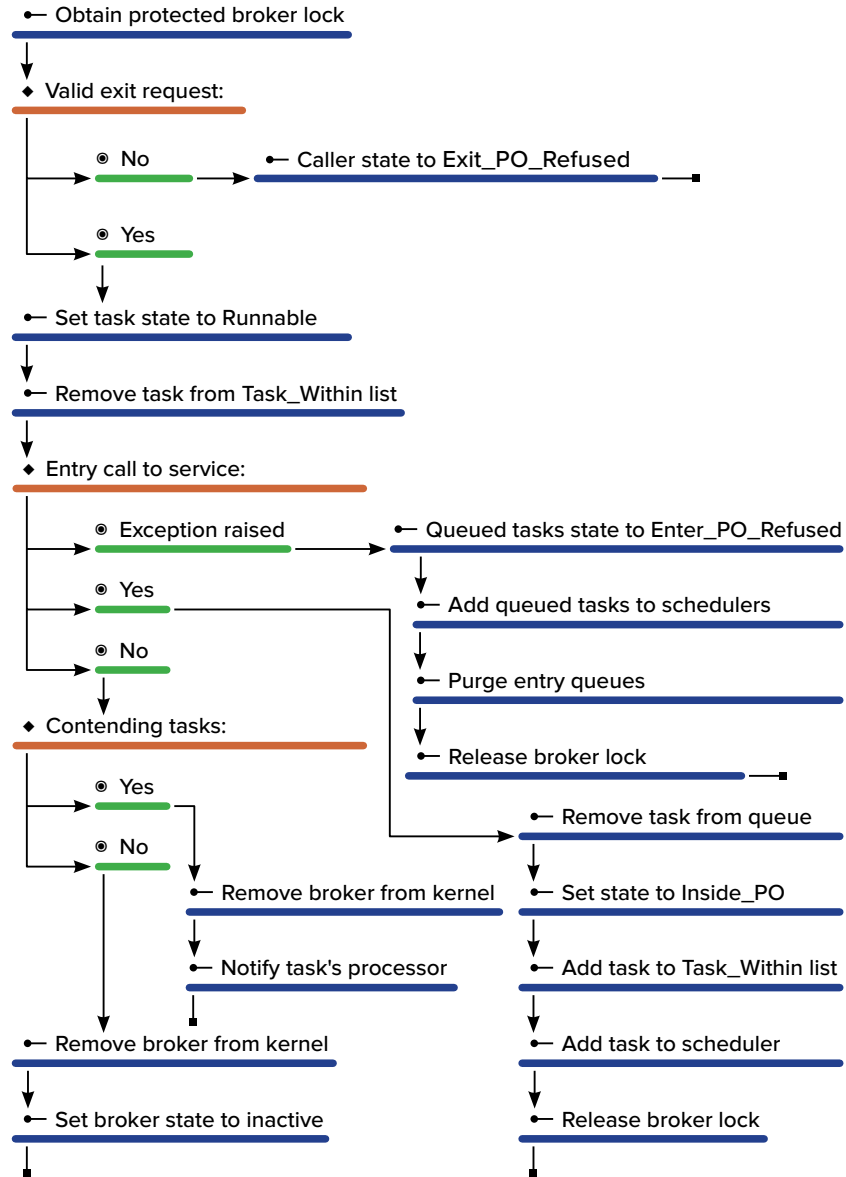 Obtain protected broker lock
Valid exit request:
No
Caller state to Exit_PO_Refused
Yes
Set task state to Runnable
Remove task from Task_Within list
Entry call to service:
Exception raised
Queued tasks state to Enter_PO_Refused
Yes
Add queued tasks to schedulers
No
Purge entry queues
Contending tasks:
Release broker lock
Yes
Remove task from queue
No
Remove broker from kernel
Set state to Inside_PO
Notify task's processor
Add task to Task_Within list
Remove broker from kernel
Add task to scheduler
Set broker state to inactive
Release broker lock